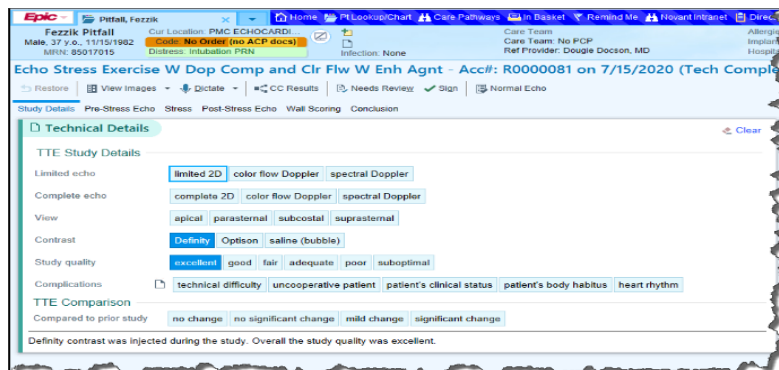 Epic Pitfall, Fezzik Home Pt Lookup/Chart Care Pathways In Basket Remind Me Novant Intranet Direc
Fezzik Pitfall
Male, 37 y.o., 11/15/1982
MRN: 85017015
Cur Location: PMC ECHOCARDI...
Code: No Order (no ACP docs)
Distress: Intubation PRN
Infection: None
Care Team
Care Team: No PCP
Ref Provider: Dougie Docson, MD
Allergie
Implan
Hospita
Echo Stress Exercise W Dop Comp and Clr Flw W Enh Agnt - Acc#: R0000081 on 7/15/2020 (Tech Comple
Restore View Images Dictate CC Results Needs Review Sign Normal Echo
Study Details Pre-Stress Echo Stress Post-Stress Echo Wall Scoring Conclusion
Technical Details Clear
TTE Study Details
Limited echo limited 2D color flow Doppler spectral Doppler
Complete echo complete 2D color flow Doppler spectral Doppler
View apical parasternal subcostal suprasternal
Contrast Definity Optison saline (bubble)
Study quality excellent good fair adequate poor suboptimal
Complications technical difficulty uncooperative patient patient's clinical status patient's body habitus heart rhythm
TTE Comparison
Compared to prior study no change no significant change mild change significant change
Definity contrast was injected during the study. Overall the study quality was excellent.